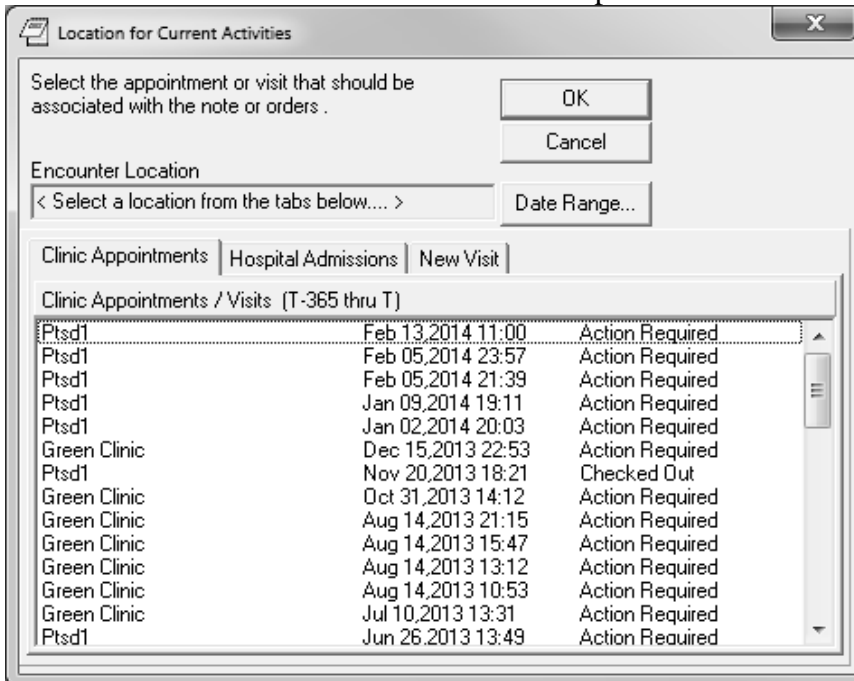 Location for Current Activities
Select the appointment or visit that should be
associated with the note or orders .
OK
Cancel
Encounter Location
< Select a location from the tabs below.... >
Date Range...
Clinic Appointments Hospital Admissions New Visit
Clinic Appointments / Visits (T-365 thru T)
Ptsd1 Feb 13,2014 11:00 Action Required
Ptsd1 Feb 05,2014 23:57 Action Required
Ptsd1 Feb 05,2014 21:39 Action Required
Ptsd1 Jan 09,2014 19:11 Action Required
Ptsd1 Jan 02,2014 20:03 Action Required
Green Clinic Dec 15,2013 22:53 Action Required
Ptsd1 Nov 20,2013 18:21 Checked Out
Green Clinic Oct 31,2013 14:12 Action Required
Green Clinic Aug 14,2013 21:15 Action Required
Green Clinic Aug 14,2013 15:47 Action Required
Green Clinic Aug 14,2013 13:12 Action Required
Green Clinic Aug 14,2013 10:53 Action Required
Green Clinic Jul 10,2013 13:31 Action Required
Ptsd1 Jun 26,2013 13:49 Action Required